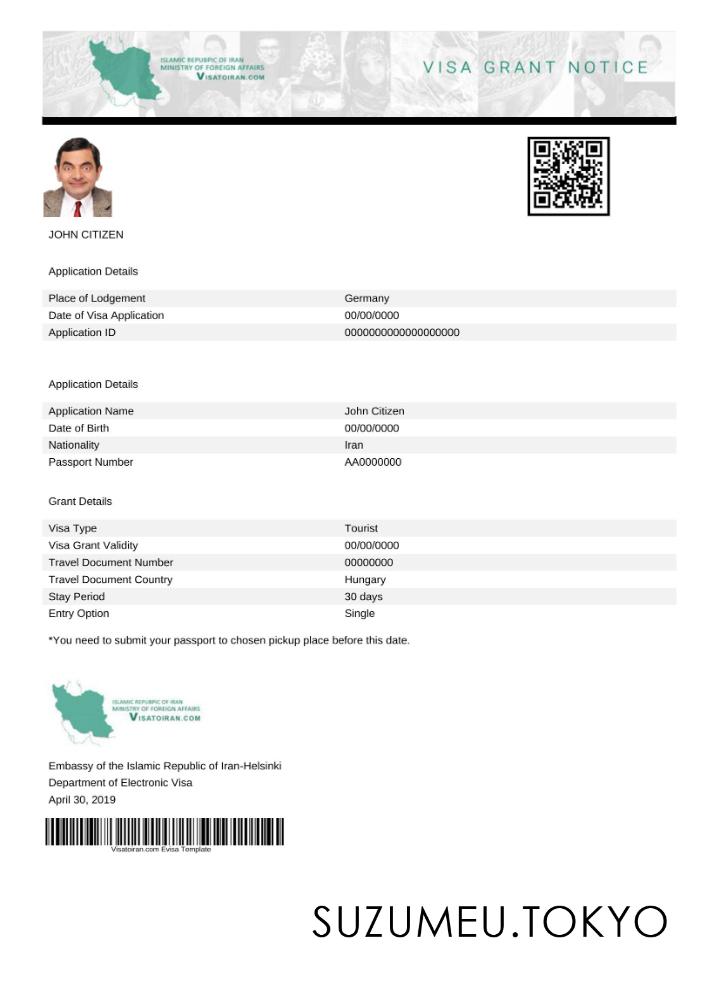 ISLAMIC REPUBPIC OF IRAN
MINISTRY OF FOREIGN AFFAIRS
VISATOIRAN.COM
VISA GRANT NOTICE
JOHN CITIZEN
Application Details
Place of Lodgement Germany
Date of Visa Application 00/00/0000
Application ID 0000000000000000000
Application Details
Application Name John Citizen
Date of Birth 00/00/0000
Nationality Iran
Passport Number AA0000000
Grant Details
Visa Type Tourist
Visa Grant Validity 00/00/0000
Travel Document Number 00000000
Travel Document Country Hungary
Stay Period 30 days
Entry Option Single
*You need to submit your passport to chosen pickup place before this date.
ISLAMIC REPUBPIC OF IRAN
MINISTRY OF FOREIGN AFFAIRS
VISATOIRAN.COM
Embassy of the Islamic Republic of Iran-Helsinki
Department of Electronic Visa
April 30, 2019
Visatoiran.com Evisa Template
SUZUMEU.TOKYO